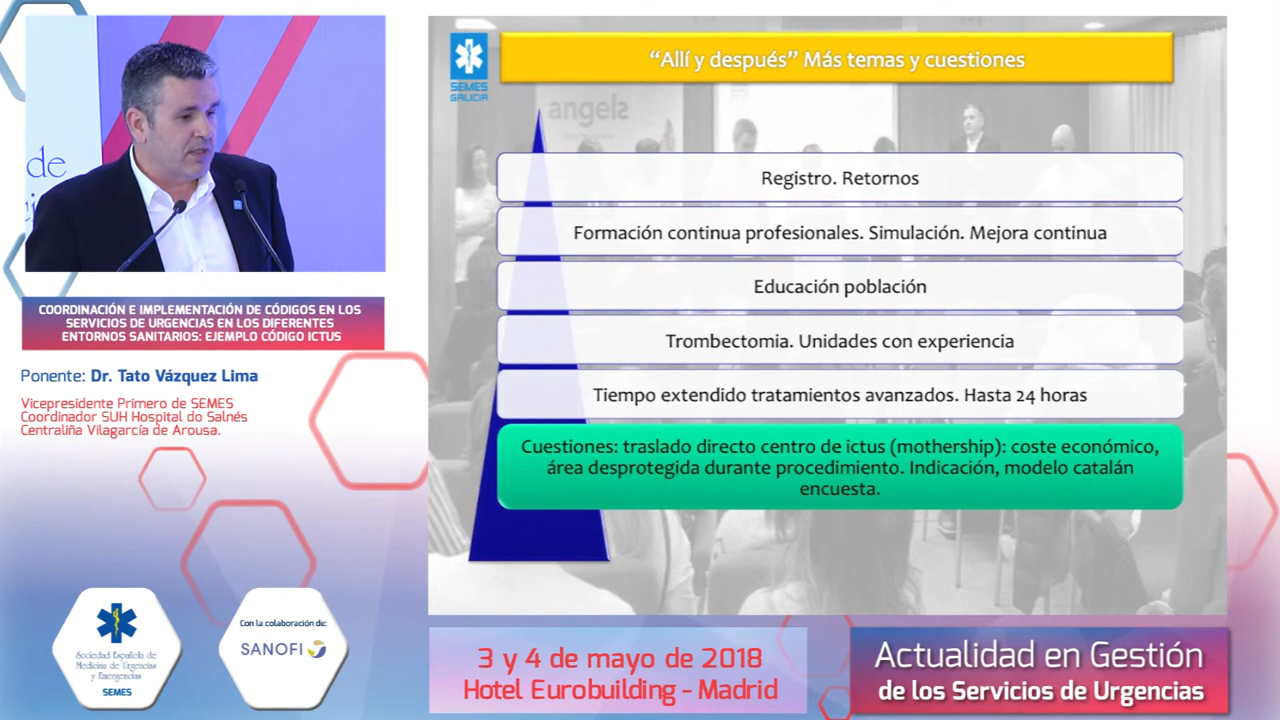 de
COORDINACIÓN E IMPLEMENTACIÓN DE CÓDIGOS EN LOS
SERVICIOS DE URGENCIAS EN LOS DIFERENTES
ENTORNOS SANITARIOS: EJEMPLO CÓDIGO ICTUS
Ponente: Dr. Tato Vázquez Lima
Vicepresidente Primero de SEMES
Coordinador SUH Hospital do Salnés
Centraliña Vilagarcía de Arousa.
Sociedad Española de
Medicina de Urgencias
y Emergencias
SEMES
Con la colaboración de:
SANOFI
SEMES
GALICIA
“Allí y después” Más temas y cuestiones
angels
Registro. Retornos
Formación continua profesionales. Simulación. Mejora continua
Educación población
Trombectomia. Unidades con experiencia
Tiempo extendido tratamientos avanzados. Hasta 24 horas
Cuestiones: traslado directo centro de ictus (mothership): coste económico,
área desprotegida durante procedimiento. Indicación, modelo catalán
encuesta.
3 y 4 de mayo de 2018
Hotel Eurobuilding - Madrid
Actualidad en Gestión
de los Servicios de Urgencias